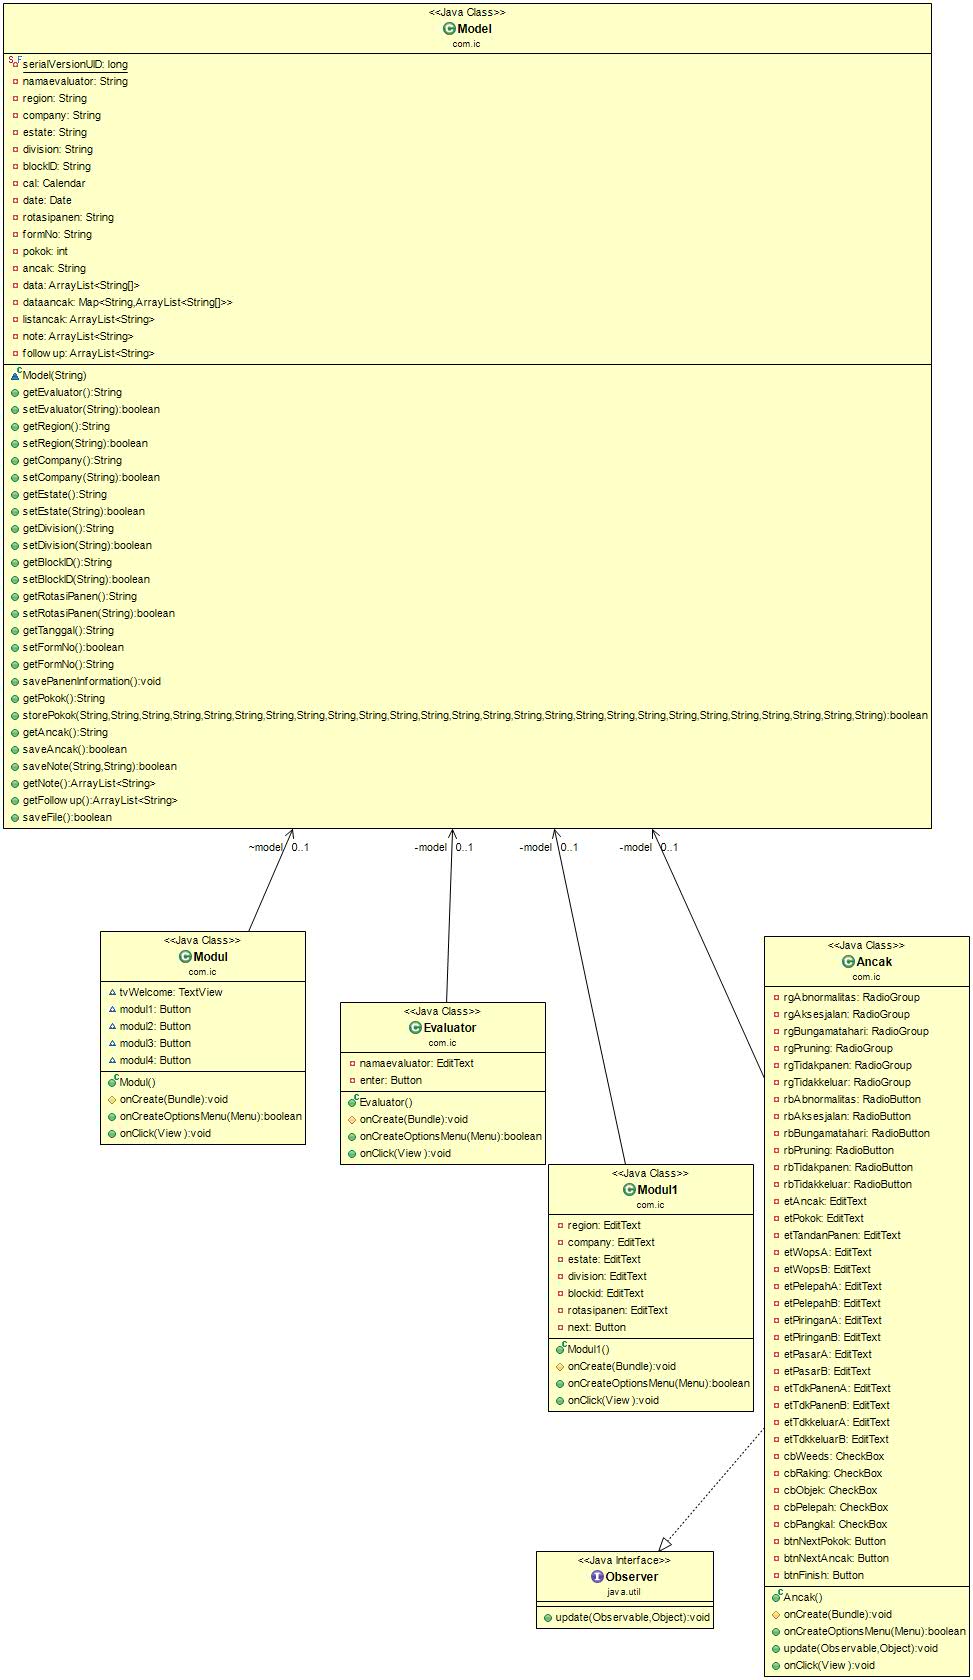 <<Java Class>>
Model
com.ic
serialVersionUID: long
namaevaluator: String
region: String
company: String
estate: String
division: String
blockID: String
cal: Calendar
date: Date
rotasipanen: String
formNo: String
pokok: int
ancak: String
data: ArrayList<String[]>
dataancak: Map<String,ArrayList<String[]>>
listancak: ArrayList<String>
note: ArrayList<String>
followup: ArrayList<String>
Model(String)
getEvaluator():String
setEvaluator(String):boolean
getRegion():String
setRegion(String):boolean
getCompany():String
setCompany(String):boolean
getEstate():String
setEstate(String):boolean
getDivision():String
setDivision(String):boolean
getBlockID():String
setBlockID(String):boolean
getRotasiPanen():String
setRotasiPanen(String):boolean
getTanggal():String
setFormNo():boolean
getFormNo():String
savePanenInformation():void
getPokok():String
storePokok(String,String,String,String,String,String,String,String,String,String,String,String,String,String,String,String,String,String,String,String,String,String,String,String,String,String):boolean
getAncak():String
saveAncak():boolean
saveNote(String,String):boolean
getNote():ArrayList<String>
getFollowup():ArrayList<String>
saveFile():boolean
~model 0..1
-model 0..1
-model 0..1
-model 0..1
<<Java Class>>
Modul
com.ic
tvWelcome: TextView
modul1: Button
modul2: Button
modul3: Button
modul4: Button
Modul()
onCreate(Bundle):void
onCreateOptionsMenu(Menu):boolean
onClick(View):void
<<Java Class>>
Evaluator
com.ic
namaevaluator: EditText
enter: Button
Evaluator()
onCreate(Bundle):void
onCreateOptionsMenu(Menu):boolean
onClick(View):void
<<Java Class>>
Modul1
com.ic
region: EditText
company: EditText
estate: EditText
division: EditText
blockid: EditText
rotasipanen: EditText
next: Button
Modul1()
onCreate(Bundle):void
onCreateOptionsMenu(Menu):boolean
onClick(View):void
<<Java Class>>
Ancak
com.ic
rgAbnormalitas: RadioGroup
rgAksesjalan: RadioGroup
rgBungamatahari: RadioGroup
rgPruning: RadioGroup
rgTidakpanen: RadioGroup
rgTidakkeluar: RadioGroup
rbAbnormalitas: RadioButton
rbAksesjalan: RadioButton
rbBungamatahari: RadioButton
rbPruning: RadioButton
rbTidakpanen: RadioButton
rbTidakkeluar: RadioButton
etAncak: EditText
etPokok: EditText
etTandanPanen: EditText
etWopsA: EditText
etWopsB: EditText
etPelepahA: EditText
etPelepahB: EditText
etPiringanA: EditText
etPiringanB: EditText
etPasarA: EditText
etPasarB: EditText
etTdkPanenA: EditText
etTdkPanenB: EditText
etTdkkeluarA: EditText
etTdkkeluarB: EditText
cbWeeds: CheckBox
cbRaking: CheckBox
cbObjek: CheckBox
cbPelepah: CheckBox
cbPangkal: CheckBox
btnNextPokok: Button
btnNextAncak: Button
btnFinish: Button
Ancak()
onCreate(Bundle):void
onCreateOptionsMenu(Menu):boolean
update(Observable,Object):void
onClick(View):void
<<Java Interface>>
Observer
java.util
update(Observable,Object):void